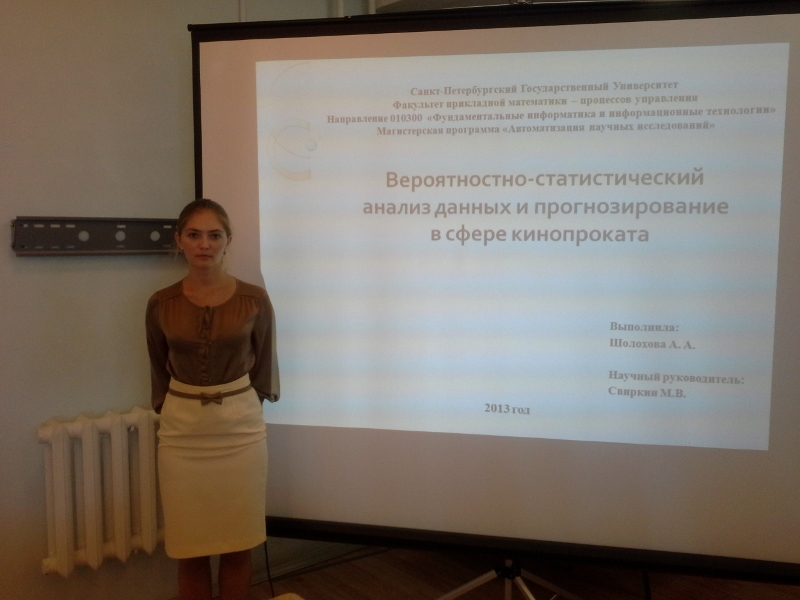 Санкт-Петербургский Государственный Университет
Факультет прикладной математики – процессов управления
Направление 010300 «Фундаментальные информатика и информационные технологии»
Магистерская программа «Автоматизация научных исследований»
Вероятностно-статистический
анализ данных и прогнозирование
в сфере кинопроката
Выполнила:
Шолохова А. А.
Научный руководитель:
Свиркин М.В.
2013 год